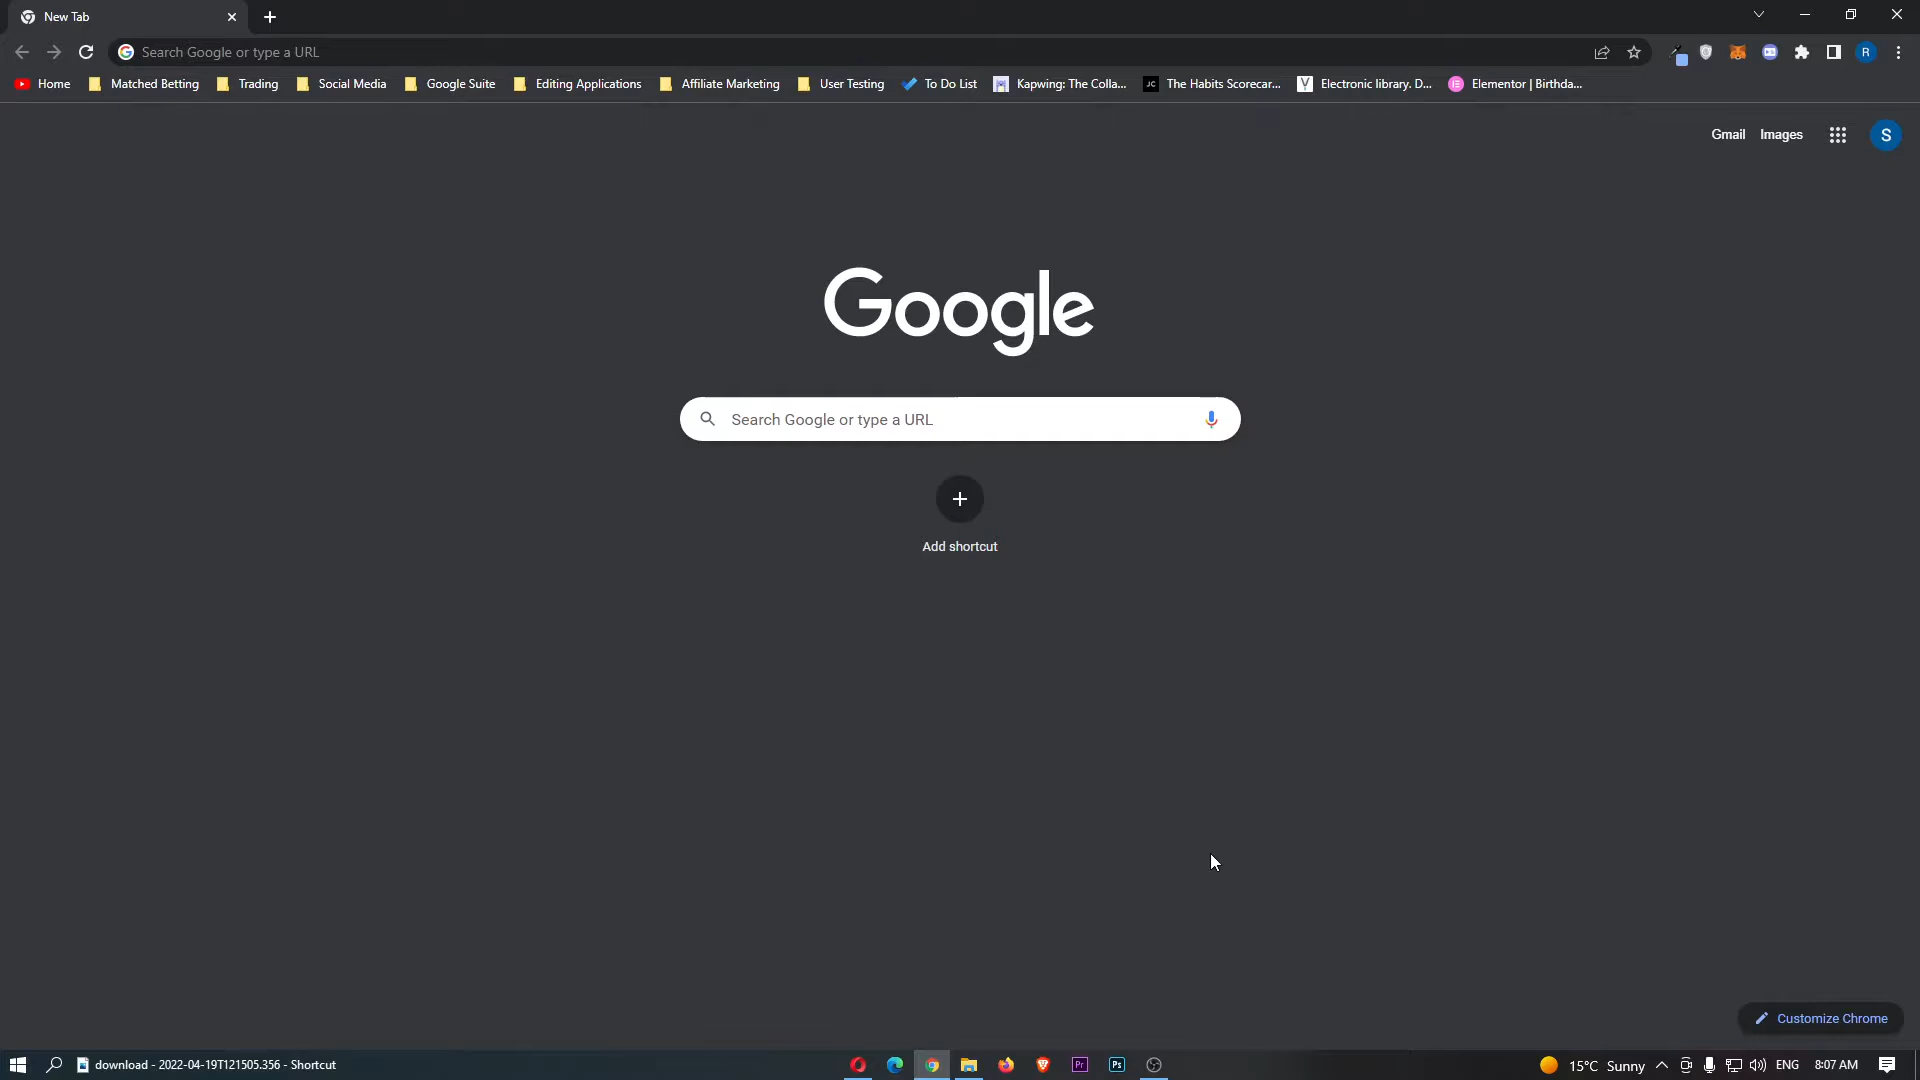 New Tab
Search Google or type a URL
R
Home Matched Betting Trading Social Media Google Suite Editing Applications Affiliate Marketing User Testing To Do List Kapwing: The Colla... JC The Habits Scorecar... V Electronic library. D... Elementor | Birthda...
Gmail Images S
Google
Search Google or type a URL
Add shortcut
Customize Chrome
download - 2022-04-19T121505.356 - Shortcut Pr Ps 15°C Sunny ENG 8:07 AM